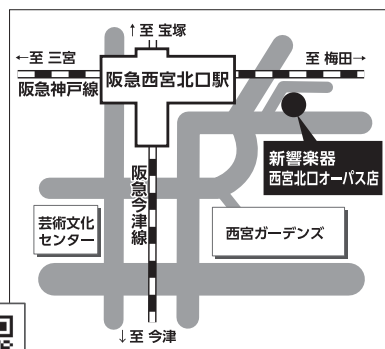 ↑至 宝塚
←至 三宮
至 梅田→
阪急西宮北口駅
阪急神戸線
新響楽器
西宮北口オーパス店
阪急今津線
芸術文化
センター
西宮ガーデンズ
↓至 今津